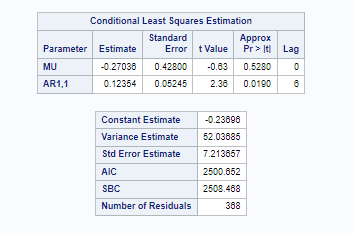 Conditional Least Squares Estimation
Parameter Estimate Standard Error t Value Approx Pr > |t| Lag
MU -0.27036 0.42800 -0.63 0.5280 0
AR1,1 0.12354 0.05245 2.36 0.0190 6
Constant Estimate -0.23696
Variance Estimate 52.03685
Std Error Estimate 7.213657
AIC 2500.652
SBC 2508.468
Number of Residuals 368